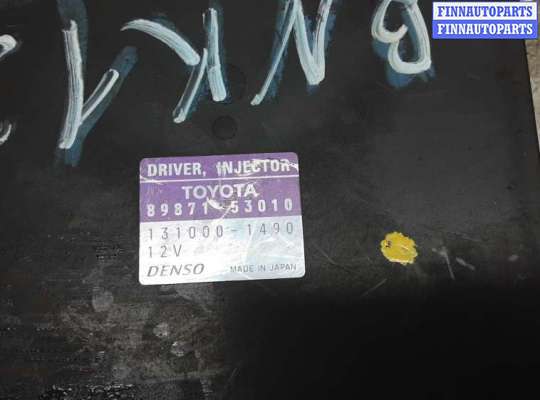 FINNAUTOPARTS
FINNAUTOPARTS
DRIVER, INJECTOR
TOYOTA
89871-53010
131000-1490
12V
DENSO MADE IN JAPAN